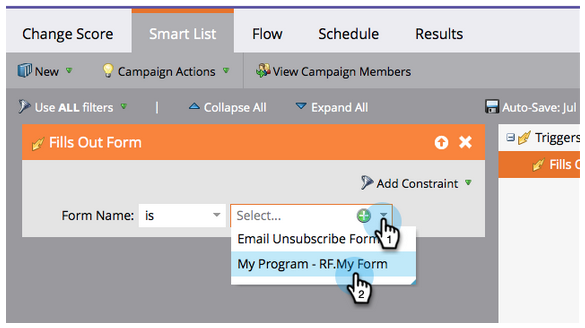 Change Score Smart List Flow Schedule Results
New Campaign Actions View Campaign Members
Use ALL filters | Collapse All Expand All Auto-Save: Jul
Fills Out Form
Triggers
Fills O
Add Constraint
Form Name: is Select...
1
Email Unsubscribe Form
My Program - RF.My Form
2